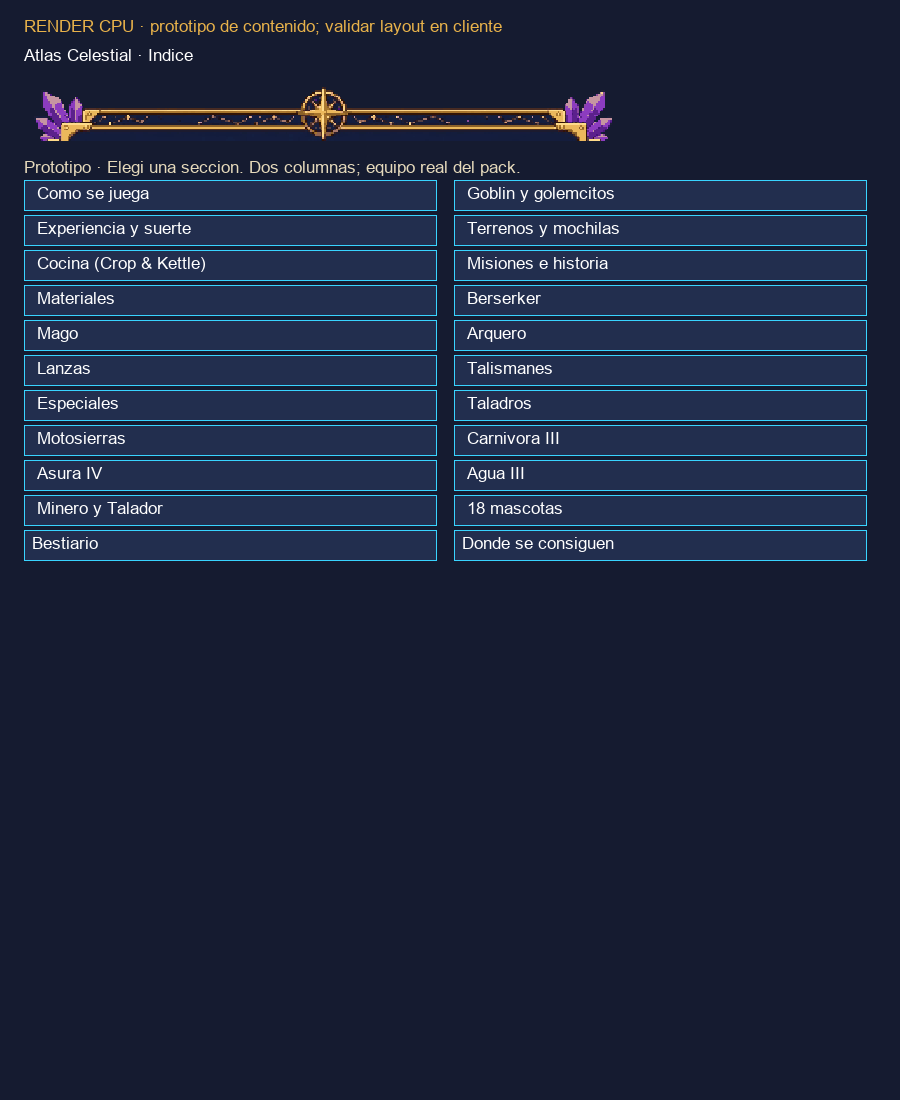 RENDER CPU · prototipo de contenido; validar layout en cliente
Atlas Celestial · Indice
Prototipo · Elegi una seccion. Dos columnas; equipo real del pack.
Como se juega
Goblin y golemcitos
Experiencia y suerte
Terrenos y mochilas
Cocina (Crop & Kettle)
Misiones e historia
Materiales
Berserker
Mago
Arquero
Lanzas
Talismanes
Especiales
Taladros
Motosierras
Carnivora III
Asura IV
Agua III
Minero y Talador
18 mascotas
Bestiario
Donde se consiguen